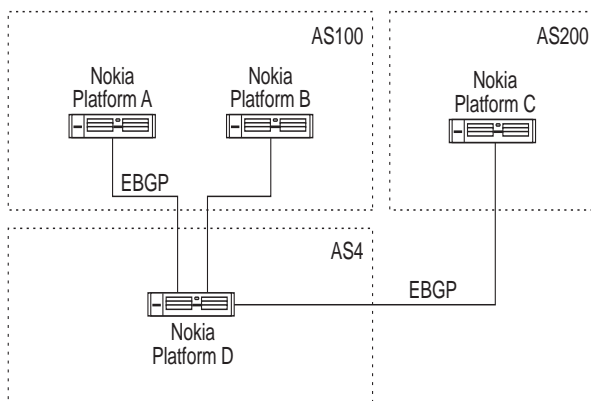 AS100
AS200
Nokia
Platform A
Nokia
Platform B
Nokia
Platform C
EBGP
AS4
EBGP
Nokia
Platform D